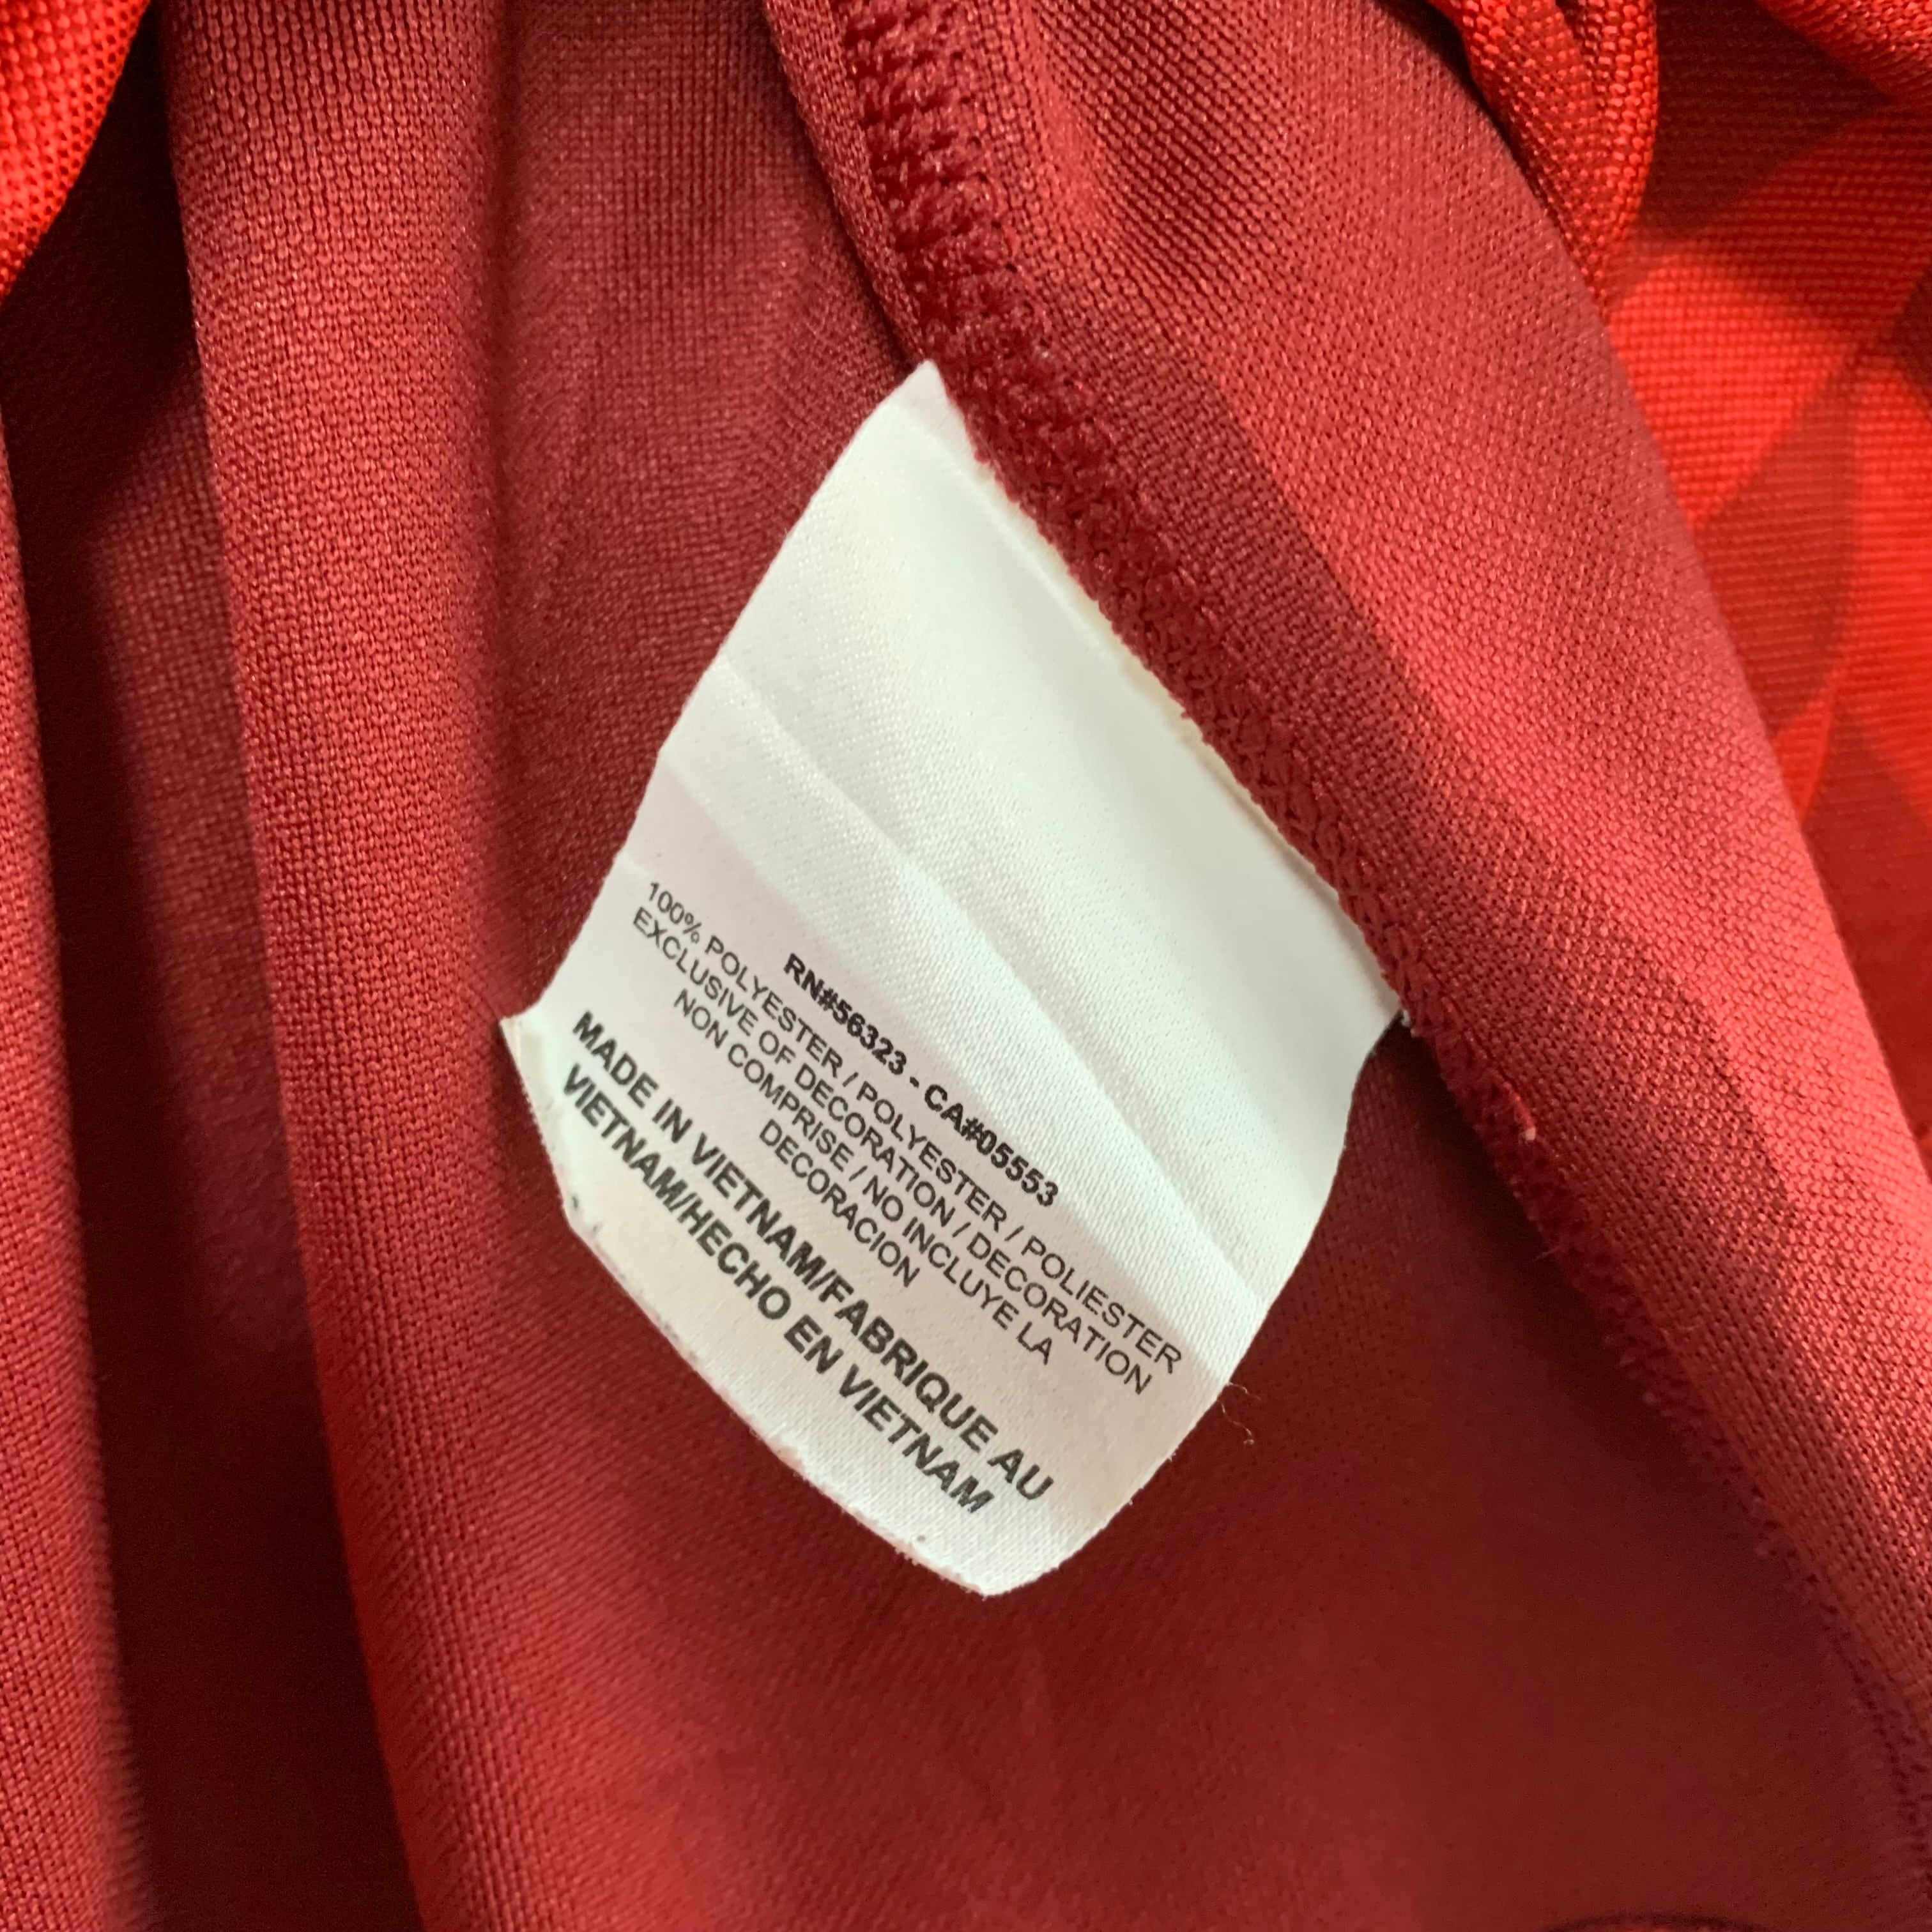 RN#56323 - CA#05553
100% POLYESTER / POLYESTER / POLIESTER
EXCLUSIVE OF DECORATION / DECORATION
NON COMPRISE / NO INCLUYE LA
DECORACION
MADE IN VIETNAM/FABRIQUE AU
VIETNAM/HECHO EN VIETNAM